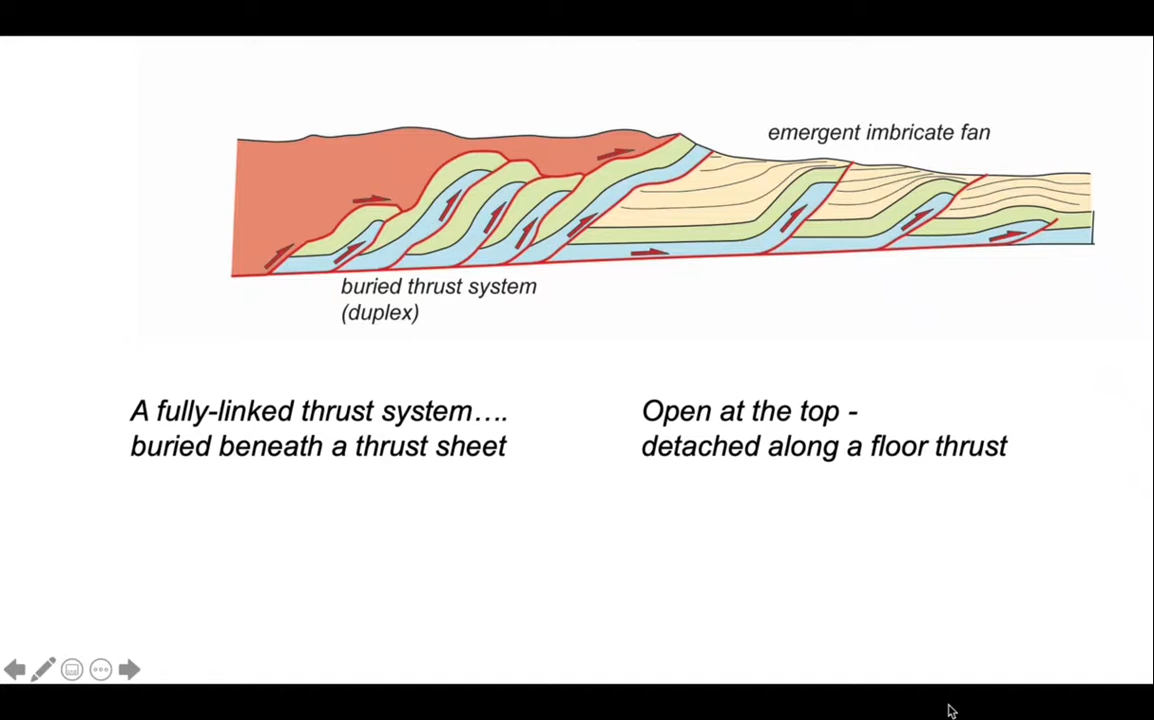 emergent imbricate fan
buried thrust system
(duplex)
A fully-linked thrust system….
buried beneath a thrust sheet
Open at the top -
detached along a floor thrust